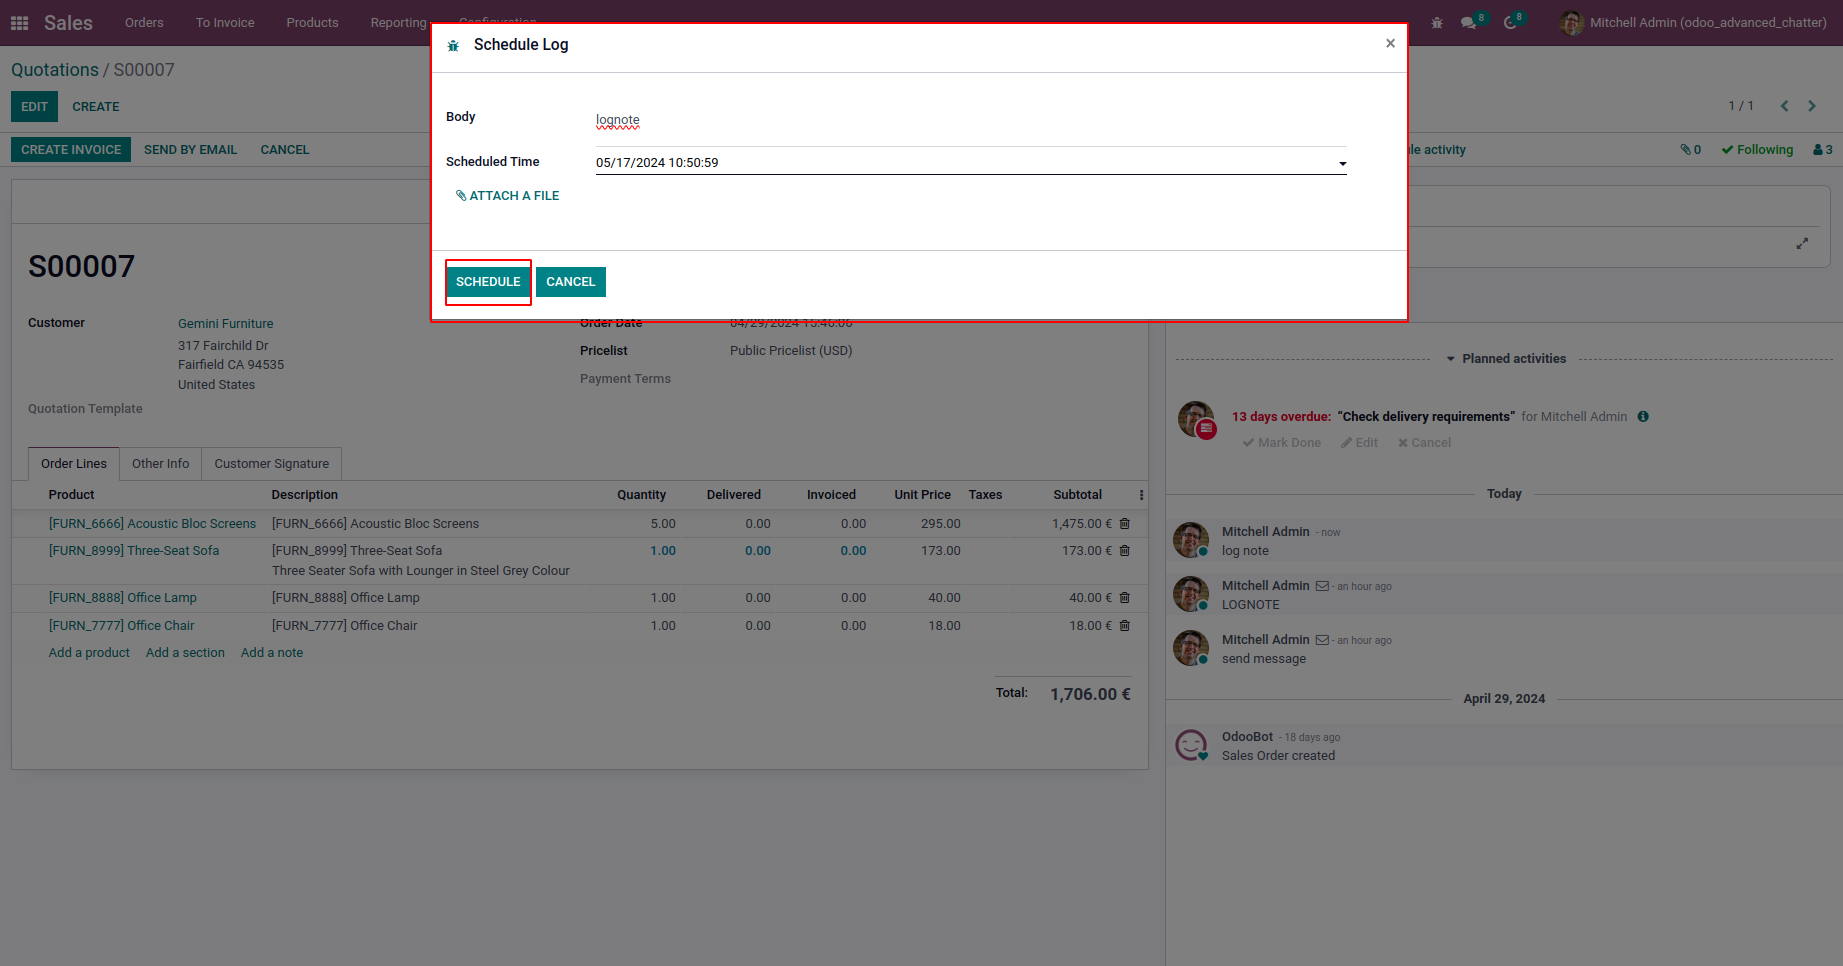 Sales
Orders
To Invoice
Products
Reporting
Configuration
8
8
Mitchell Admin (odoo_advanced_chatter)
Quotations / S00007
EDIT
CREATE
1 / 1
CREATE INVOICE
SEND BY EMAIL
CANCEL
le activity
0
Following
3
Schedule Log
×
Body
lognote
Scheduled Time
05/17/2024 10:50:59
ATTACH A FILE
SCHEDULE
CANCEL
S00007
Customer
Gemini Furniture
317 Fairchild Dr
Fairfield CA 94535
United States
Quotation Template
Order Date
04/29/2024 15:46:06
Pricelist
Public Pricelist (USD)
Payment Terms
Order Lines
Other Info
Customer Signature
Product Description Quantity Delivered Invoiced Unit Price Taxes Subtotal
[FURN_6666] Acoustic Bloc Screens [FURN_6666] Acoustic Bloc Screens 5.00 0.00 0.00 295.00 1,475.00 €
[FURN_8999] Three-Seat Sofa [FURN_8999] Three-Seat Sofa 1.00 0.00 0.00 173.00 173.00 €
Three Seater Sofa with Lounger in Steel Grey Colour
[FURN_8888] Office Lamp [FURN_8888] Office Lamp 1.00 0.00 0.00 40.00 40.00 €
[FURN_7777] Office Chair [FURN_7777] Office Chair 1.00 0.00 0.00 18.00 18.00 €
Add a product Add a section Add a note
Total: 1,706.00 €
Planned activities
13 days overdue: “Check delivery requirements” for Mitchell Admin
Mark Done Edit Cancel
Today
Mitchell Admin - now
log note
Mitchell Admin - an hour ago
LOGNOTE
Mitchell Admin - an hour ago
send message
April 29, 2024
OdooBot - 18 days ago
Sales Order created